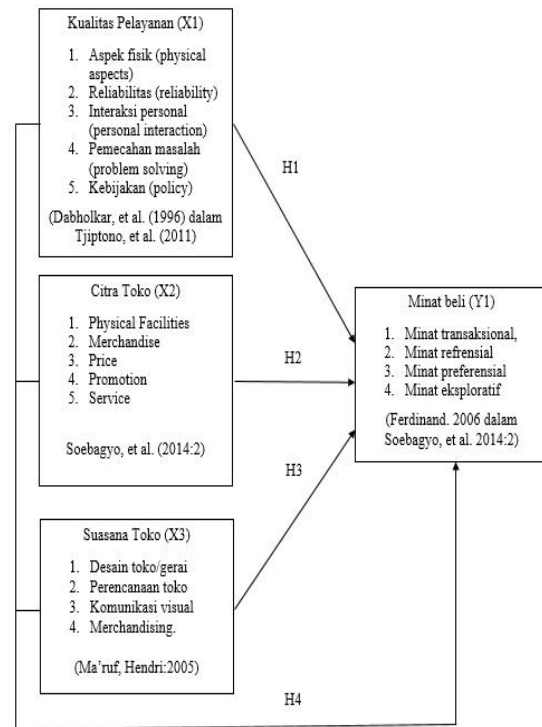 Kualitas Pelayanan (X1)
1. Aspek fisik (physical
aspects)
2. Reliabilitas (reliability)
3. Interaksi personal
(personal interaction)
4. Pemecahan masalah
(problem solving)
5. Kebijakan (policy)
(Dabholkar, et al. (1996) dalam
Tjiptono, et al. (2011)
H1
Citra Toko (X2)
1. Physical Facilities
2. Merchandise
3. Price
4. Promotion
5. Service
Soebagyo, et al. (2014:2)
H2
Minat beli (Y1)
1. Minat transaksional,
2. Minat refrensial
3. Minat preferensial
4. Minat eksploratif
(Ferdinand. 2006 dalam
Soebagyo, et al. 2014:2)
H3
Suasana Toko (X3)
1. Desain toko/gerai
2. Perencanaan toko
3. Komunikasi visual
4. Merchandising.
(Ma'ruf, Hendri:2005)
H4